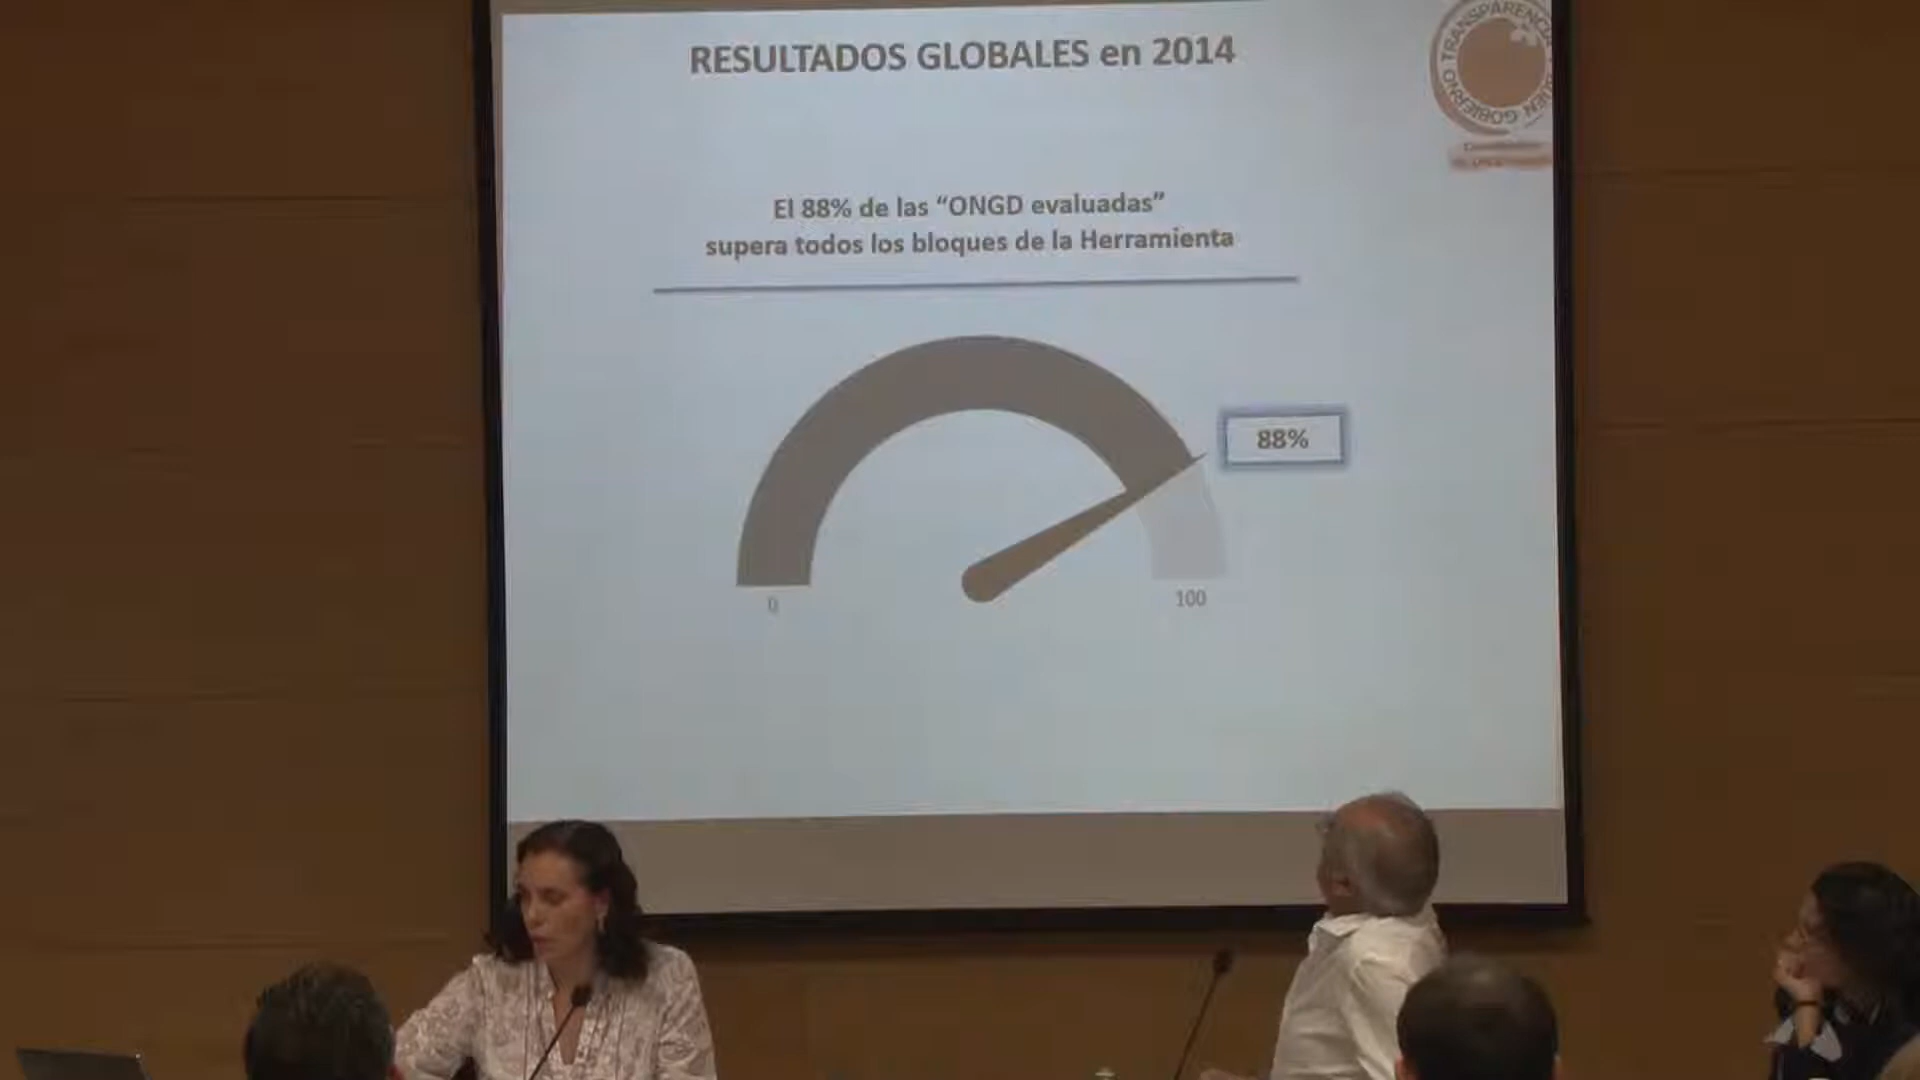 RESULTADOS GLOBALES en 2014
TRANSPARENCIA
BUEN GOBIERNO
El 88% de las “ONGD evaluadas”
supera todos los bloques de la Herramienta
88%
0
100